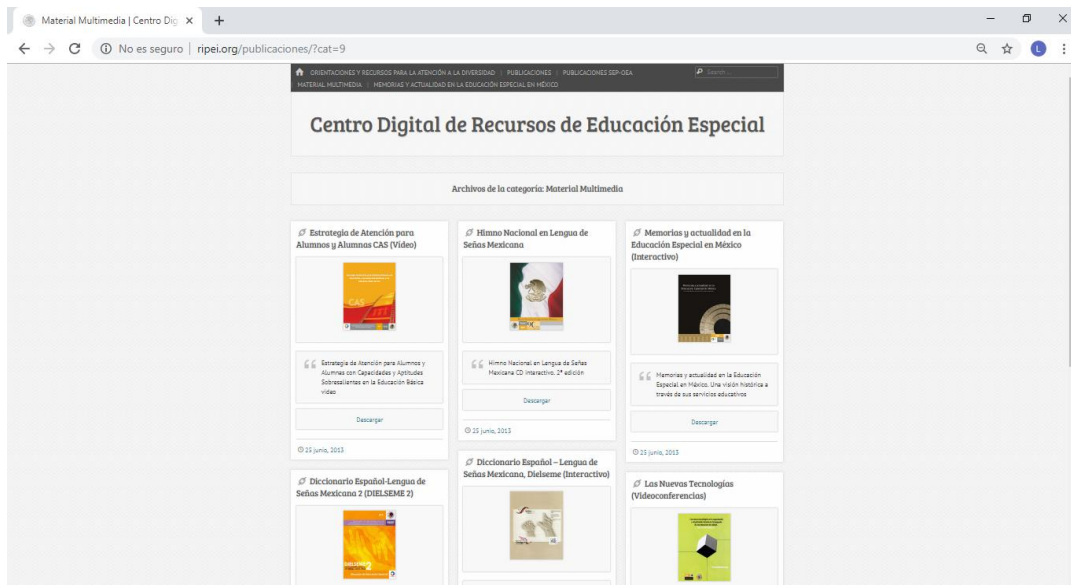 Material Multimedia | Centro Dig
No es seguro | ripei.org/publicaciones/?cat=9
L
ORIENTACIONES Y RECURSOS PARA LA ATENCIÓN A LA DIVERSIDAD | PUBLICACIONES | PUBLICACIONES SEP-OEA
Search ...
MATERIAL MULTIMEDIA | MEMORIAS Y ACTUALIDAD EN LA EDUCACIÓN ESPECIAL EN MÉXICO
Centro Digital de Recursos de Educación Especial
Archivos de la categoría: Material Multimedia
Estrategia de Atención para
Alumnos y Alumnas CAS (Vídeo)
CAS
Estrategia de Atención para Alumnos y
Alumnas con Capacidades y Aptitudes
Sobresalientes en la Educación Básica
video
Descargar
25 junio, 2013
Diccionario Español-Lengua de
Señas Mexicana 2 (DIELSEME 2)
Himno Nacional en Lengua de
Señas Mexicana
Himno Nacional en Lengua de Señas
Mexicana CD interactivo. 2ª edición
Descargar
25 junio, 2013
Diccionario Español – Lengua de
Señas Mexicana, Dielseme (Interactivo)
Memorias y actualidad en la
Educación Especial en México
(Interactivo)
Memorias y actualidad en la Educación
Especial en México. Una visión histórica a
través de sus servicios educativos
Descargar
25 junio, 2013
Las Nuevas Tecnologías
(Videoconferencias)